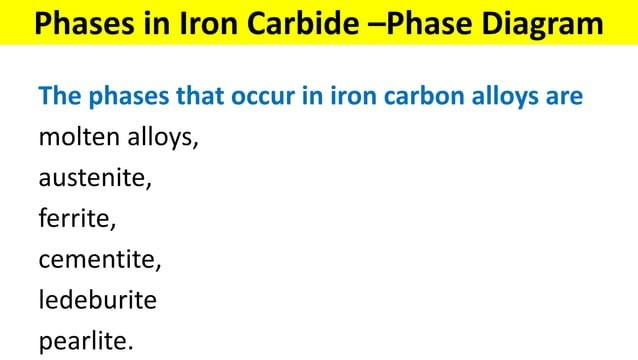 Phases in Iron Carbide –Phase Diagram
The phases that occur in iron carbon alloys are
molten alloys,
austenite,
ferrite,
cementite,
ledeburite
pearlite.